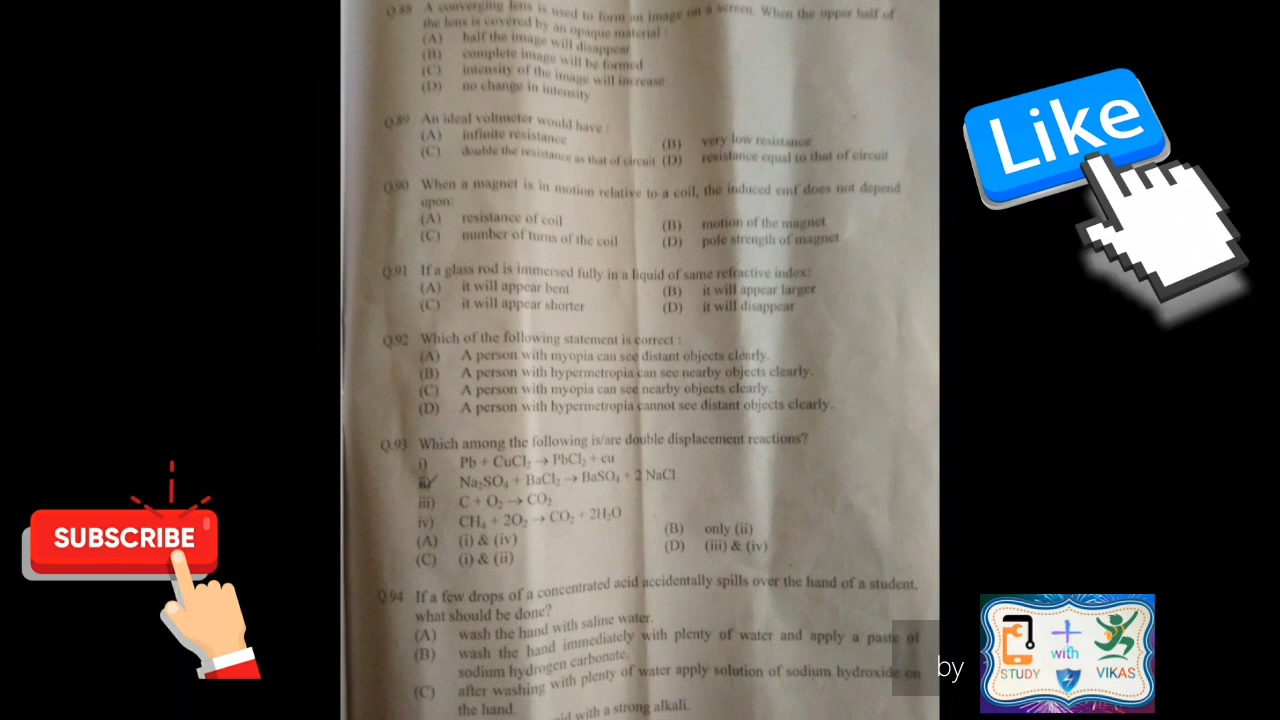 Q.88 A converging lens is used to form an image on a screen. When the upper half of
the lens is covered by an opaque material :
(A) half the image will disappear
(B) complete image will be formed
(C) intensity of the image will increase
(D) no change in intensity
Q.89 An ideal voltmeter would have :
(A) infinite resistance (B) very low resistance
(C) double the resistance as that of circuit (D) resistance equal to that of circuit
Q.90 When a magnet is in motion relative to a coil, the induced emf does not depend
upon:
(A) resistance of coil (B) motion of the magnet
(C) number of turns of the coil (D) pole strength of magnet
Q.91 If a glass rod is immersed fully in a liquid of same refractive index:
(A) it will appear bent (B) it will appear larger
(C) it will appear shorter (D) it will disappear
Q.92 Which of the following statement is correct :
(A) A person with myopia can see distant objects clearly.
(B) A person with hypermetropia can see nearby objects clearly.
(C) A person with myopia can see nearby objects clearly.
(D) A person with hypermetropia cannot see distant objects clearly.
Q.93 Which among the following is/are double displacement reactions?
i) Pb + CuCl₂ → PbCl₂ + cu
ii) Na₂SO₄ + BaCl₂ → BaSO₄ + 2 NaCl
iii) C + O₂ → CO₂
iv) CH₄ + 2O₂ → CO₂ + 2H₂O
(A) (i) & (iv) (B) only (ii)
(C) (i) & (ii) (D) (iii) & (iv)
Q.94 If a few drops of a concentrated acid accidentally spills over the hand of a student,
what should be done?
(A) wash the hand with saline water.
(B) wash the hand immediately with plenty of water and apply a paste of
sodium hydrogen carbonate.
(C) after washing with plenty of water apply solution of sodium hydroxide on
the hand.
with a strong alkali.
Like
SUBSCRIBE
by
STUDY with VIKAS